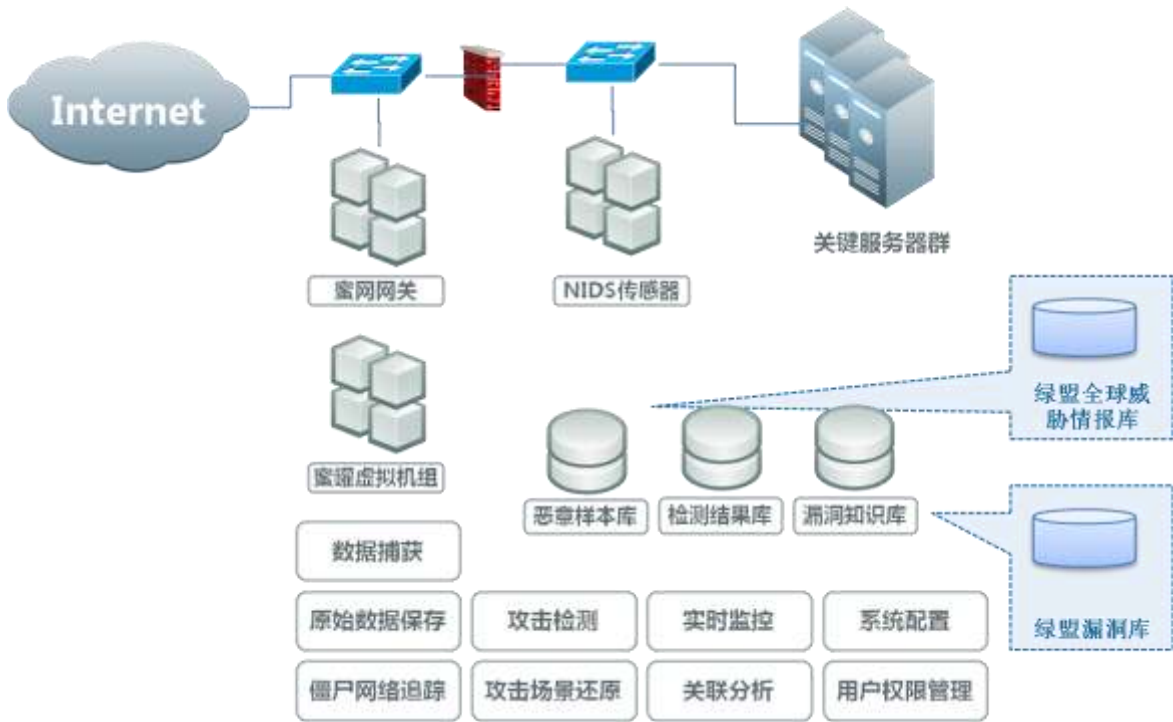 Internet
关键服务器群
蜜网网关
NIDS传感器
绿盟全球威
胁情报库
蜜罐虚拟机组
恶意样本库
检测结果库
漏洞知识库
数据捕获
原始数据保存
攻击检测
实时监控
系统配置
绿盟漏洞库
僵尸网络追踪
攻击场景还原
关联分析
用户权限管理